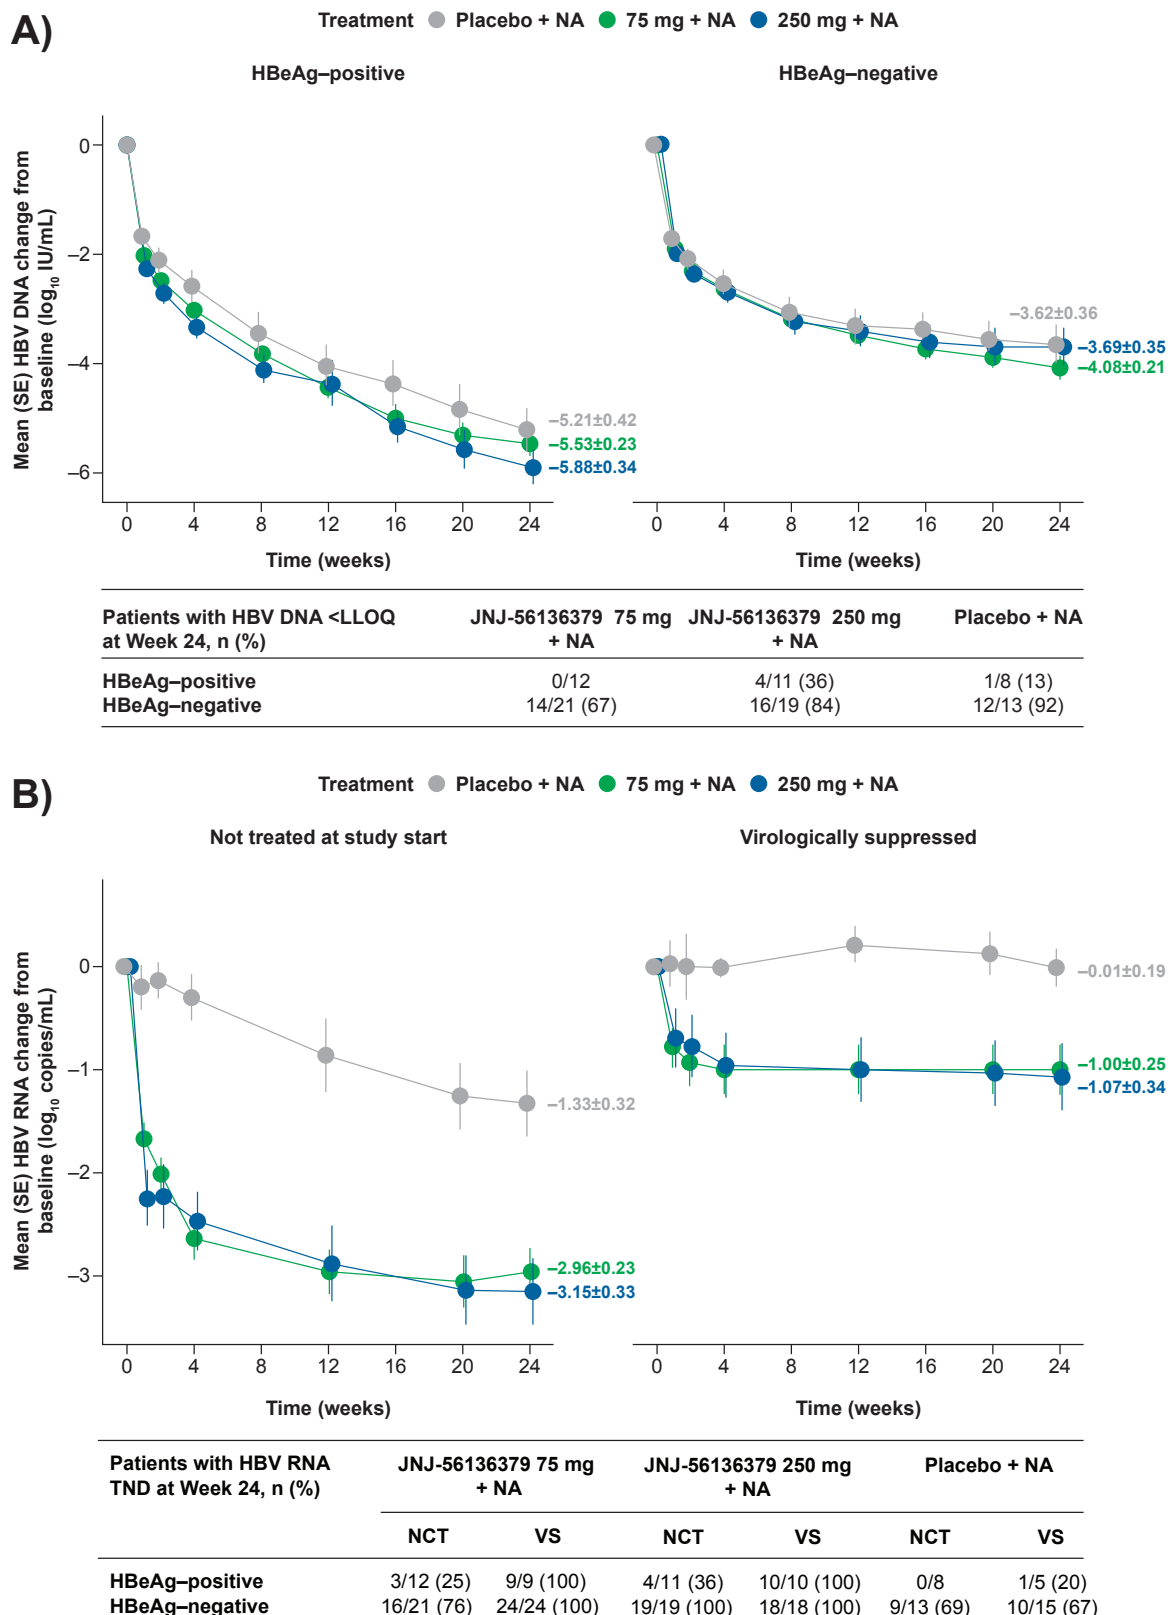 A)
Treatment Placebo + NA 75 mg + NA 250 mg + NA
HBeAg–positive
HBeAg–negative
Mean (SE) HBV DNA change from
baseline (log10 IU/mL)
0
−2
−4
−6
−5.21±0.42
−5.53±0.23
−5.88±0.34
−3.62±0.36
−3.69±0.35
−4.08±0.21
0 4 8 12 16 20 24
0 4 8 12 16 20 24
Time (weeks)
Time (weeks)
Patients with HBV DNA <LLOQ JNJ-56136379 75 mg JNJ-56136379 250 mg Placebo + NA
at Week 24, n (%) + NA + NA
HBeAg–positive 0/12 4/11 (36) 1/8 (13)
HBeAg–negative 14/21 (67) 16/19 (84) 12/13 (92)
B)
Treatment Placebo + NA 75 mg + NA 250 mg + NA
Not treated at study start
Virologically suppressed
Mean (SE) HBV RNA change from
baseline (log10 copies/mL)
0
−1
−2
−3
−1.33±0.32
−2.96±0.23
−3.15±0.33
−0.01±0.19
−1.00±0.25
−1.07±0.34
0 4 8 12 16 20 24
0 4 8 12 16 20 24
Time (weeks)
Time (weeks)
Patients with HBV RNA JNJ-56136379 75 mg JNJ-56136379 250 mg Placebo + NA
TND at Week 24, n (%) + NA + NA
NCT VS NCT VS NCT VS
HBeAg–positive 3/12 (25) 9/9 (100) 4/11 (36) 10/10 (100) 0/8 1/5 (20)
HBeAg–negative 16/21 (76) 24/24 (100) 19/19 (100) 18/18 (100) 9/13 (69) 10/15 (67)